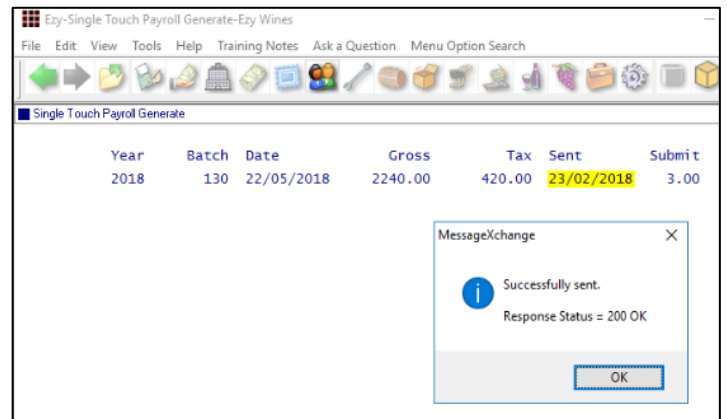 Ezy-Single Touch Payroll Generate-Ezy Wines
File Edit View Tools Help Training Notes Ask a Question Menu Option Search
Single Touch Payroll Generate
Year Batch Date Gross Tax Sent Submit
2018 130 22/05/2018 2240.00 420.00 23/02/2018 3.00
MessageXchange
Successfully sent.
Response Status = 200 OK
OK